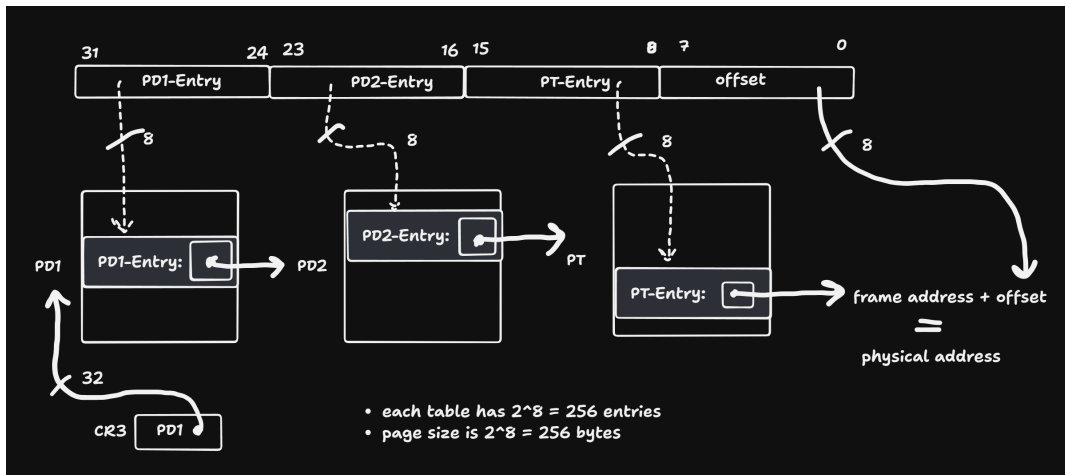 31 24 23 16 15 8 7 0
PD1-Entry PD2-Entry PT-Entry offset
8 8 8 8
PD1-Entry: PD2-Entry: PT-Entry:
PD1 PD2 PT
frame address + offset
=
physical address
32
CR3 PD1
• each table has 2^8 = 256 entries
• page size is 2^8 = 256 bytes